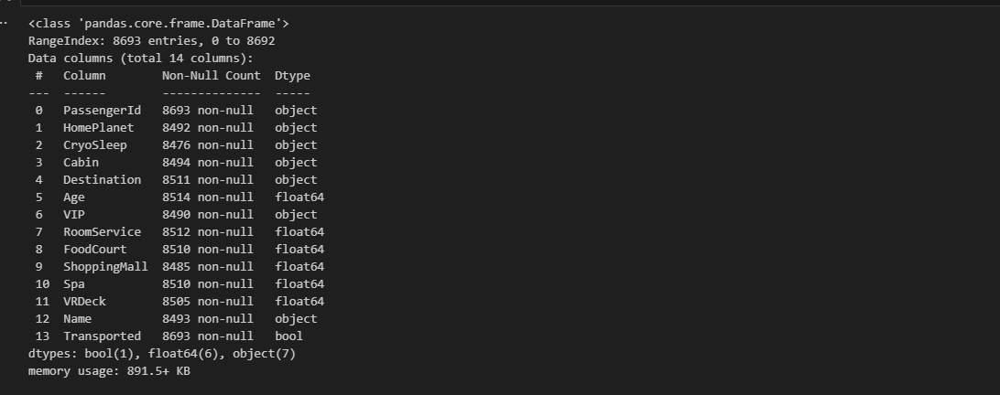 <class 'pandas.core.frame.DataFrame'>
RangeIndex: 8693 entries, 0 to 8692
Data columns (total 14 columns):
 #   Column        Non-Null Count  Dtype
---  ------        --------------  -----
 0   PassengerId   8693 non-null   object
 1   HomePlanet    8492 non-null   object
 2   CryoSleep     8476 non-null   object
 3   Cabin         8494 non-null   object
 4   Destination   8511 non-null   object
 5   Age           8514 non-null   float64
 6   VIP           8490 non-null   object
 7   RoomService   8512 non-null   float64
 8   FoodCourt     8510 non-null   float64
 9   ShoppingMall  8485 non-null   float64
 10  Spa           8510 non-null   float64
 11  VRDeck        8505 non-null   float64
 12  Name          8493 non-null   object
 13  Transported   8693 non-null   bool
dtypes: bool(1), float64(6), object(7)
memory usage: 891.5+ KB